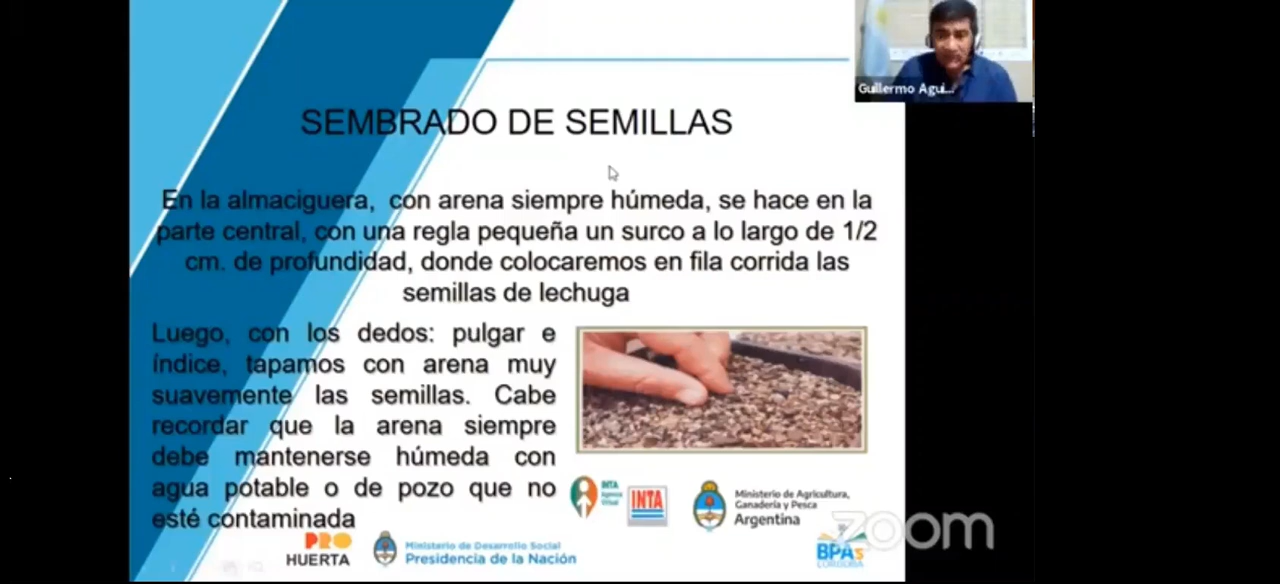 Guillermo Agui...
SEMBRADO DE SEMILLAS
En la almaciguera, con arena siempre húmeda, se hace en la
parte central, con una regla pequeña un surco a lo largo de 1/2
cm. de profundidad, donde colocaremos en fila corrida las
semillas de lechuga
Luego, con los dedos: pulgar e
índice, tapamos con arena muy
suavemente las semillas. Cabe
recordar que la arena siempre
debe mantenerse húmeda con
agua potable o de pozo que no
esté contaminada
INTA
Agencia
Virtual
INTA
Ministerio de Agricultura,
Ganadería y Pesca
Argentina
zoom
PRO
HUERTA
Ministerio de Desarrollo Social
Presidencia de la Nación
BPAs
CÓRDOBA